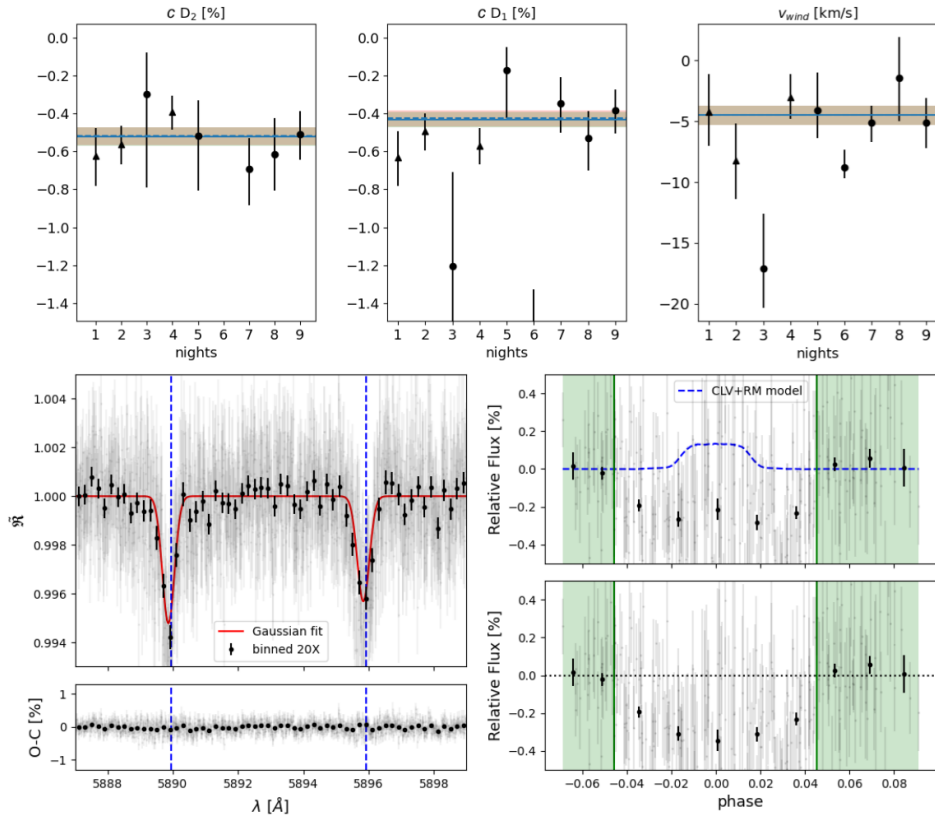 c D₂ [%]
0.0
−0.2
−0.4
−0.6
−0.8
−1.0
−1.2
−1.4
1 2 3 4 5 6 7 8 9
nights
c D₁ [%]
0.0
−0.2
−0.4
−0.6
−0.8
−1.0
−1.2
−1.4
1 2 3 4 5 6 7 8 9
nights
v_wind [km/s]
0
−5
−10
−15
−20
1 2 3 4 5 6 7 8 9
nights
1.004
1.002
1.000
0.998
0.996
0.994
ℜ̃
Gaussian fit
binned 20X
1
0
−1
O-C [%]
5888 5890 5892 5894 5896 5898
λ [Å]
0.4
0.2
0.0
−0.2
−0.4
Relative Flux [%]
CLV+RM model
0.4
0.2
0.0
−0.2
−0.4
Relative Flux [%]
−0.06 −0.04 −0.02 0.00 0.02 0.04 0.06 0.08
phase